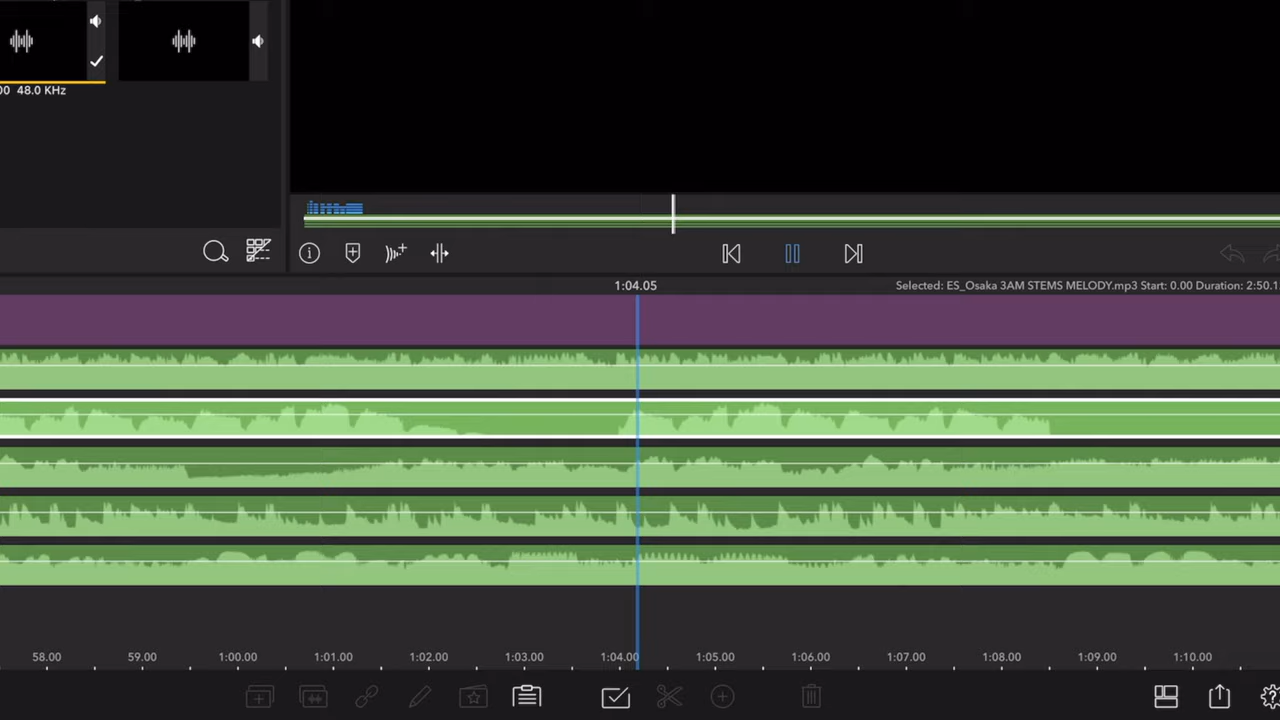 00 48.0 KHz
1:04.05
Selected: ES_Osaka 3AM STEMS MELODY.mp3 Start: 0.00 Duration: 2:50.1
58.00 59.00 1:00.00 1:01.00 1:02.00 1:03.00 1:04.00 1:05.00 1:06.00 1:07.00 1:08.00 1:09.00 1:10.00